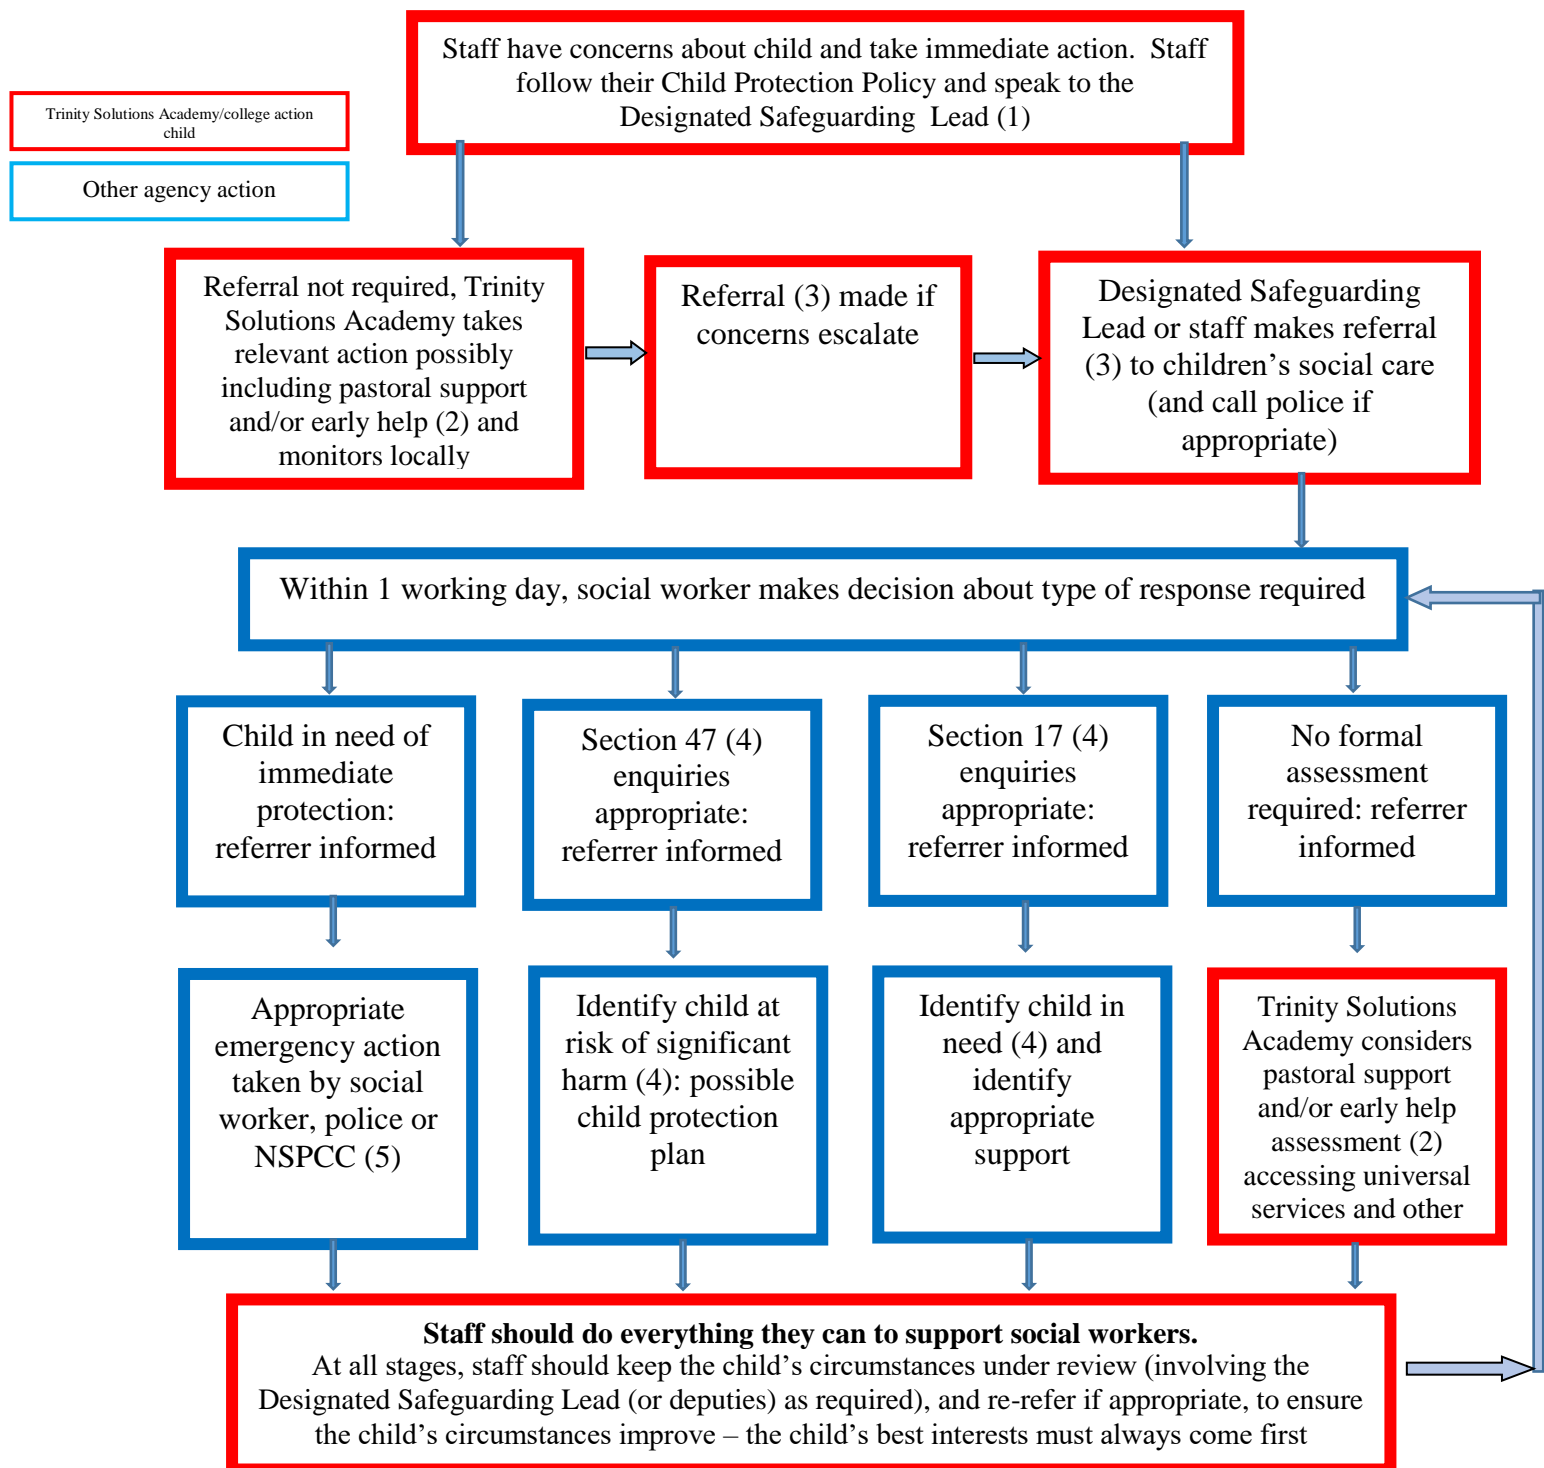 Staff have concerns about child and take immediate action.  Staff
follow their Child Protection Policy and speak to the
Designated Safeguarding  Lead (1)
Trinity Solutions Academy/college action
child
Other agency action
Referral not required, Trinity
Solutions Academy takes
relevant action possibly
including pastoral support
and/or early help (2) and
monitors locally
Referral (3) made if
concerns escalate
Designated Safeguarding
Lead or staff makes referral
(3) to children’s social care
(and call police if
appropriate)
Within 1 working day, social worker makes decision about type of response required
Child in need of
immediate
protection:
referrer informed
Section 47 (4)
enquiries
appropriate:
referrer informed
Section 17 (4)
enquiries
appropriate:
referrer informed
No formal
assessment
required: referrer
informed
Appropriate
emergency action
taken by social
worker, police or
NSPCC (5)
Identify child at
risk of significant
harm (4): possible
child protection
plan
Identify child in
need (4) and
identify
appropriate
support
Trinity Solutions
Academy considers
pastoral support
and/or early help
assessment (2)
accessing universal
services and other
Staff should do everything they can to support social workers.
At all stages, staff should keep the child’s circumstances under review (involving the
Designated Safeguarding Lead (or deputies) as required), and re-refer if appropriate, to ensure
the child’s circumstances improve – the child’s best interests must always come first